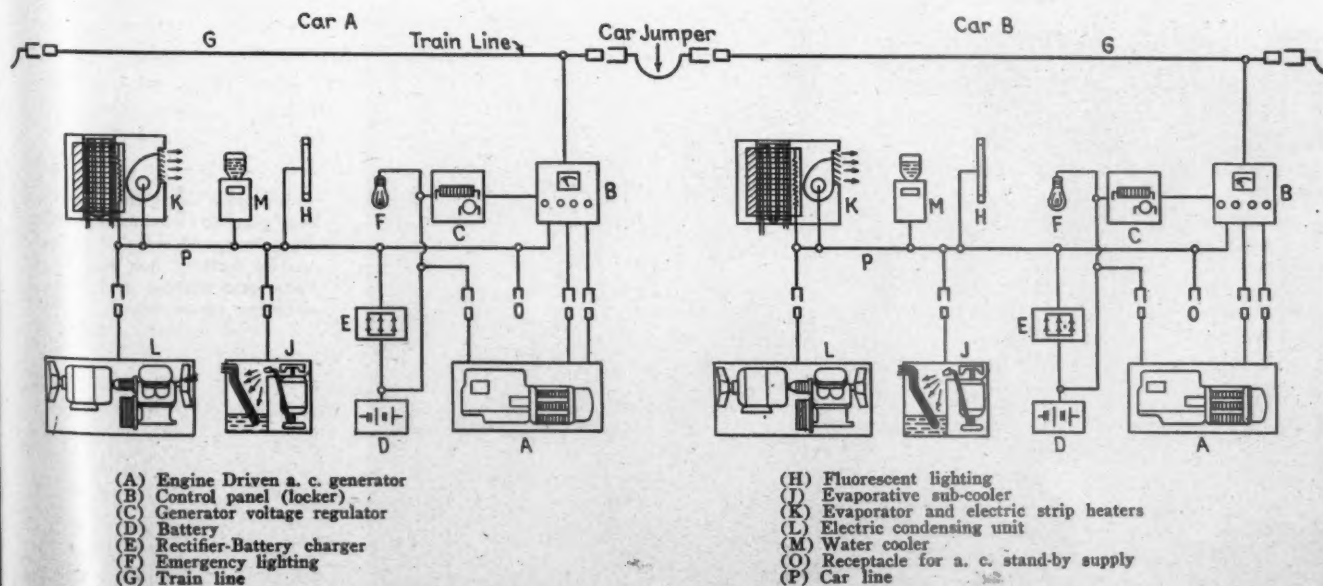 Car A
Car B
G
Train Line
Car Jumper
G
K
M
H
F
C
B
K
M
H
F
C
B
P
P
E
O
E
O
L
J
D
A
L
J
D
A
(A) Engine Driven a. c. generator
(B) Control panel (locker)
(C) Generator voltage regulator
(D) Battery
(E) Rectifier-Battery charger
(F) Emergency lighting
(G) Train line
(H) Fluorescent lighting
(J) Evaporative sub-cooler
(K) Evaporator and electric strip heaters
(L) Electric condensing unit
(M) Water cooler
(O) Receptacle for a. c. stand-by supply
(P) Car line